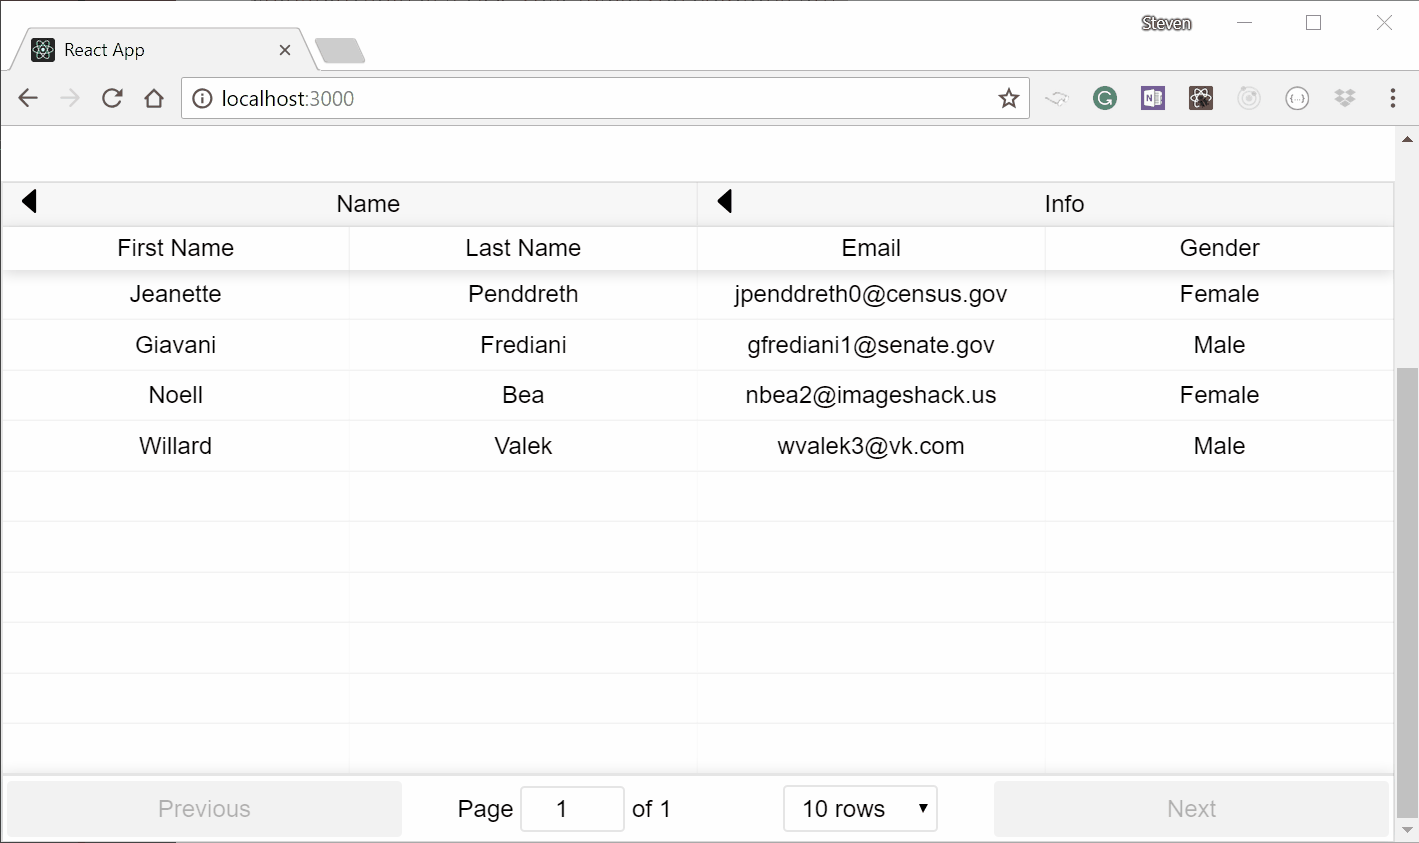 Steven
React App
localhost:3000
Name Info
First Name Last Name Email Gender
Jeanette Penddreth jpenddreth0@census.gov Female
Giavani Frediani gfrediani1@senate.gov Male
Noell Bea nbea2@imageshack.us Female
Willard Valek wvalek3@vk.com Male
Previous Page 1 of 1 10 rows Next